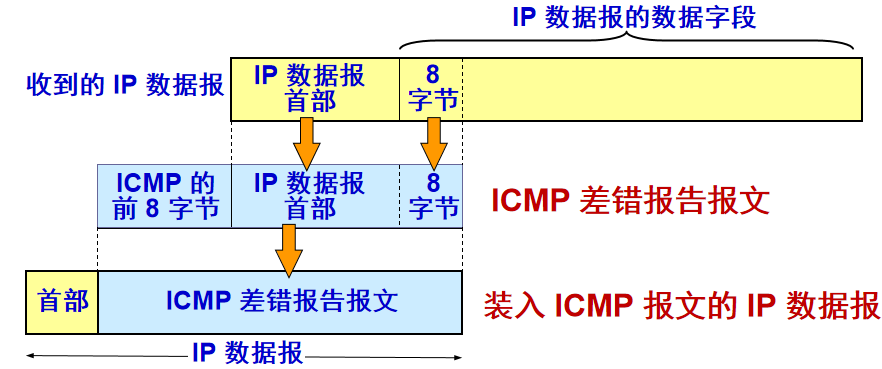 IP 数据报的数据字段
收到的 IP 数据报
IP 数据报
首部
8
字节
ICMP 的
前 8 字节
IP 数据报
首部
8
字节
ICMP 差错报告报文
首部
ICMP 差错报告报文
装入 ICMP 报文的 IP 数据报
IP 数据报